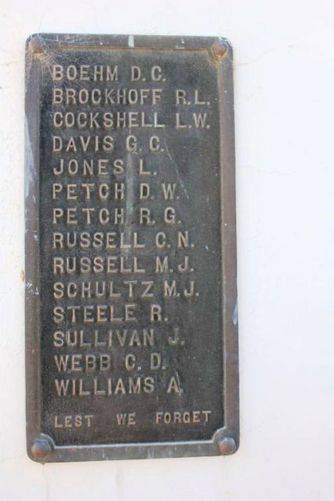 BOEHM D.C.
BROCKHOFF R.L.
COCKSHELL L.W.
DAVIS G.C.
JONES L.
PETCH D.W.
PETCH R.G.
RUSSELL C.N.
RUSSELL M.J.
SCHULTZ M.J.
STEELE R.
SULLIVAN J.
WEBB C.D.
WILLIAMS A.
LEST WE FORGET